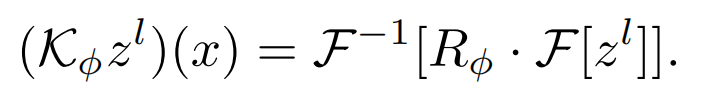 (𝒦_ϕ z^l)(x) = ℱ^{-1}[R_ϕ · ℱ[z^l]].